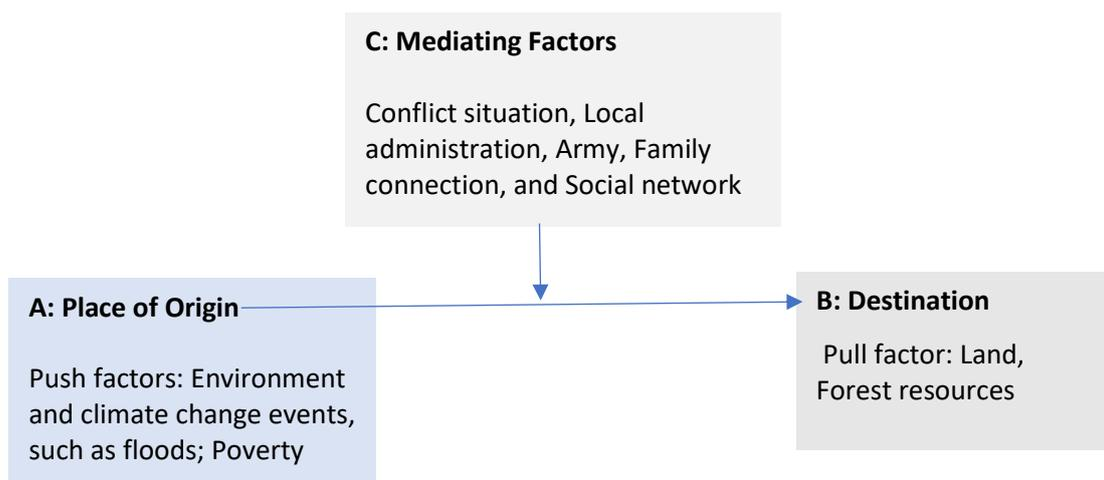 C: Mediating Factors
Conflict situation, Local
administration, Army, Family
connection, and Social network
A: Place of Origin
Push factors: Environment
and climate change events,
such as floods; Poverty
B: Destination
Pull factor: Land,
Forest resources